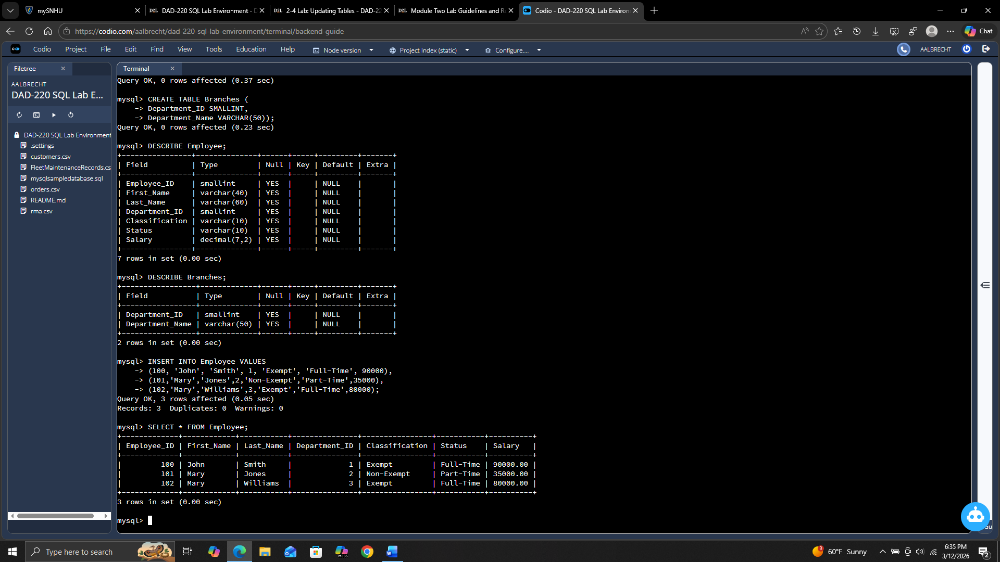 mySNHU
D2L DAD-220 SQL Lab Environment - D
D2L 2-4 Lab: Updating Tables - DAD-22
D2L Module Two Lab Guidelines and R
Codio - DAD-220 SQL Lab Environ
https://codio.com/aalbrecht/dad-220-sql-lab-environment/terminal/backend-guide
Chat
Codio Project File Edit Find View Tools Education Help Node version Project Index (static) Configure.... AALBRECHT
Filetree
Terminal
AALBRECHT
DAD-220 SQL Lab E...
DAD-220 SQL Lab Environment
.settings
customers.csv
FleetMaintenanceRecords.cs
mysqlsampledatabase.sql
orders.csv
README.md
rma.csv
Query OK, 0 rows affected (0.37 sec)
mysql> CREATE TABLE Branches (
    -> Department_ID SMALLINT,
    -> Department_Name VARCHAR(50));
Query OK, 0 rows affected (0.23 sec)
mysql> DESCRIBE Employee;
+----------------+--------------+------+-----+---------+-------+
| Field          | Type         | Null | Key | Default | Extra |
+----------------+--------------+------+-----+---------+-------+
| Employee_ID    | smallint     | YES  |     | NULL    |       |
| First_Name     | varchar(40)  | YES  |     | NULL    |       |
| Last_Name      | varchar(60)  | YES  |     | NULL    |       |
| Department_ID  | smallint     | YES  |     | NULL    |       |
| Classification | varchar(10)  | YES  |     | NULL    |       |
| Status         | varchar(10)  | YES  |     | NULL    |       |
| Salary         | decimal(7,2) | YES  |     | NULL    |       |
+----------------+--------------+------+-----+---------+-------+
7 rows in set (0.00 sec)
mysql> DESCRIBE Branches;
+-----------------+-------------+------+-----+---------+-------+
| Field           | Type        | Null | Key | Default | Extra |
+-----------------+-------------+------+-----+---------+-------+
| Department_ID   | smallint    | YES  |     | NULL    |       |
| Department_Name | varchar(50) | YES  |     | NULL    |       |
+-----------------+-------------+------+-----+---------+-------+
2 rows in set (0.00 sec)
mysql> INSERT INTO Employee VALUES
    -> (100, 'John', 'Smith', 1, 'Exempt', 'Full-Time', 90000),
    -> (101,'Mary','Jones',2,'Non-Exempt','Part-Time',35000),
    -> (102,'Mary','Williams',3,'Exempt','Full-Time',80000);
Query OK, 3 rows affected (0.05 sec)
Records: 3  Duplicates: 0  Warnings: 0
mysql> SELECT * FROM Employee;
+-------------+------------+-----------+---------------+----------------+-----------+----------+
| Employee_ID | First_Name | Last_Name | Department_ID | Classification | Status    | Salary   |
+-------------+------------+-----------+---------------+----------------+-----------+----------+
|         100 | John       | Smith     |             1 | Exempt         | Full-Time | 90000.00 |
|         101 | Mary       | Jones     |             2 | Non-Exempt     | Part-Time | 35000.00 |
|         102 | Mary       | Williams  |             3 | Exempt         | Full-Time | 80000.00 |
+-------------+------------+-----------+---------------+----------------+-----------+----------+
3 rows in set (0.00 sec)
mysql>
Type here to search
M365
3
60°F Sunny
6:35 PM
3/12/2026
2